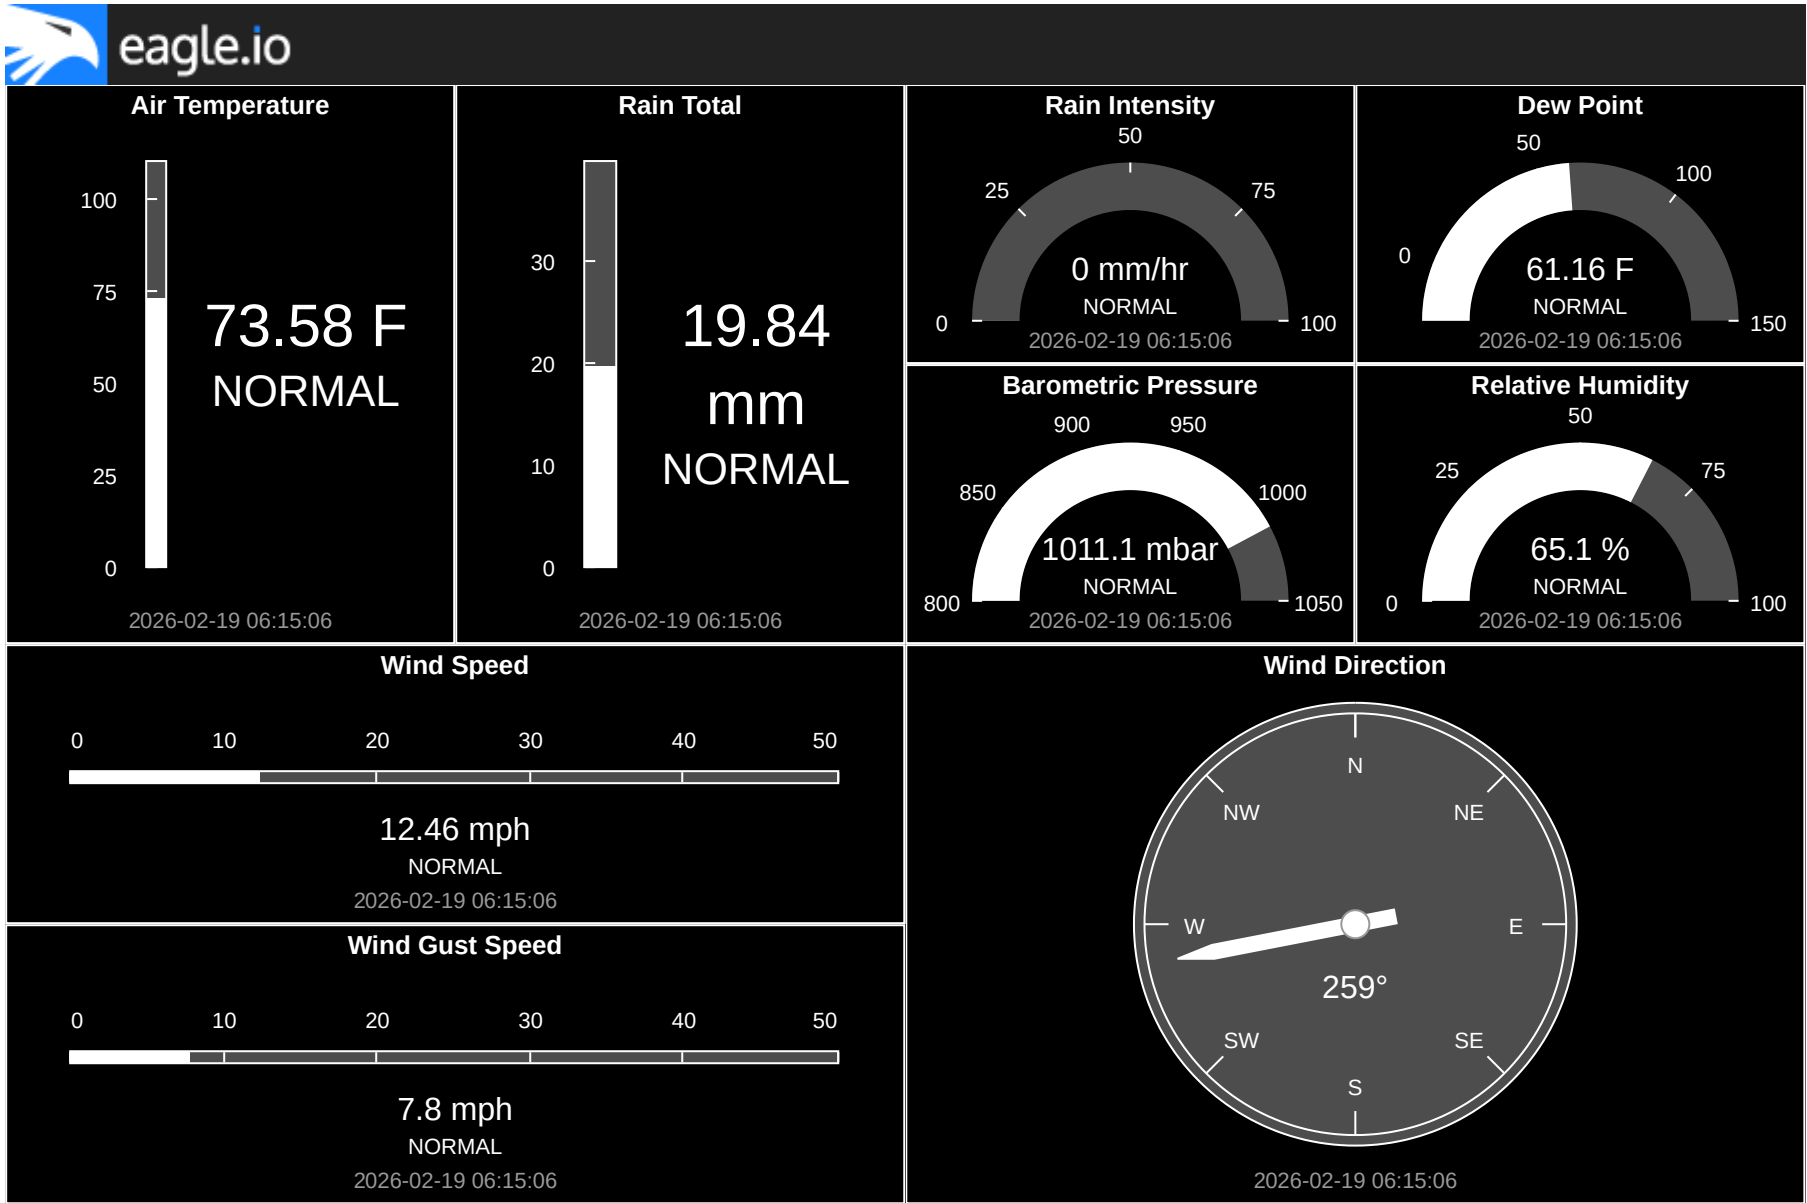 eagle.io
Air Temperature
100
75
50
25
0
73.58 F
NORMAL
2026-02-19 06:15:06
Rain Total
30
20
10
0
19.84
mm
NORMAL
2026-02-19 06:15:06
Rain Intensity
0
25
50
75
100
0 mm/hr
NORMAL
2026-02-19 06:15:06
Dew Point
0
50
100
150
61.16 F
NORMAL
2026-02-19 06:15:06
Barometric Pressure
800
850
900
950
1000
1050
1011.1 mbar
NORMAL
2026-02-19 06:15:06
Relative Humidity
0
25
50
75
100
65.1 %
NORMAL
2026-02-19 06:15:06
Wind Speed
0 10 20 30 40 50
12.46 mph
NORMAL
2026-02-19 06:15:06
Wind Gust Speed
0 10 20 30 40 50
7.8 mph
NORMAL
2026-02-19 06:15:06
Wind Direction
N
NW NE
W E
259°
SW SE
S
2026-02-19 06:15:06